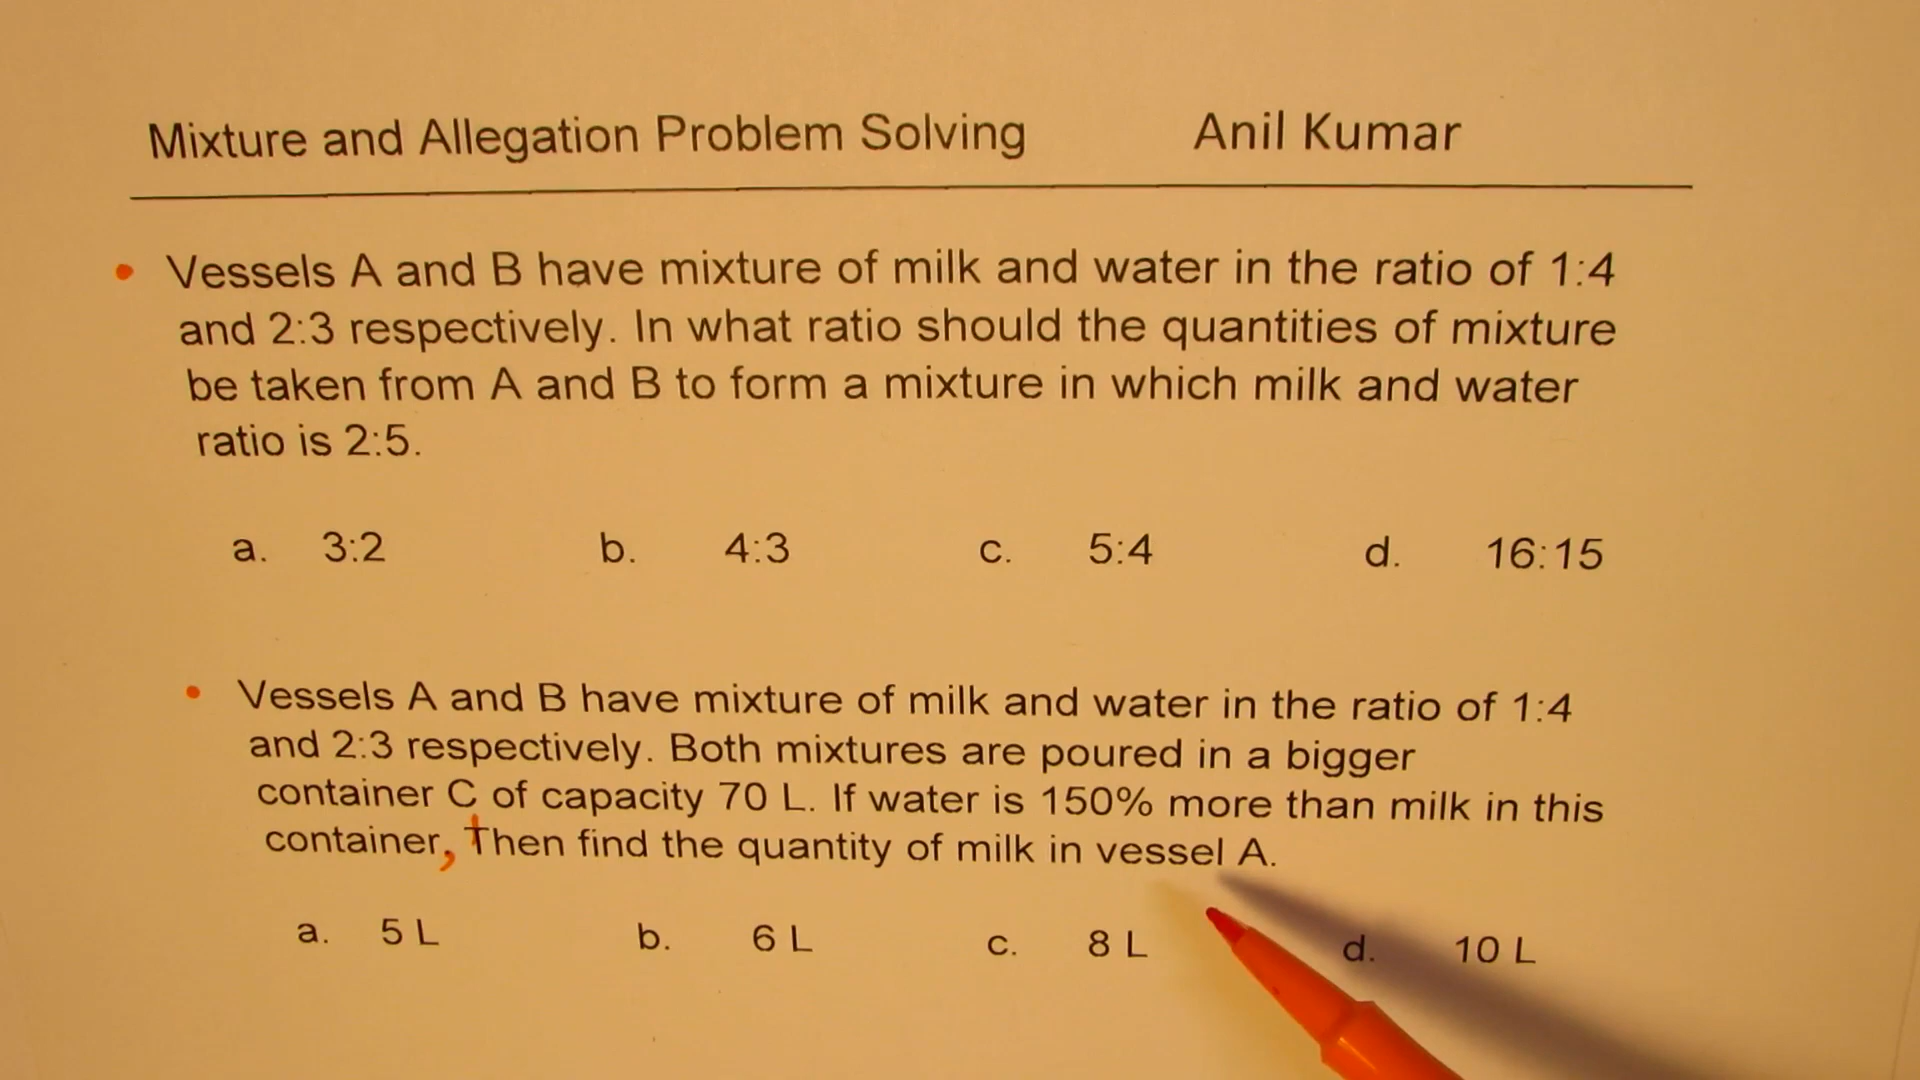 Mixture and Allegation Problem Solving Anil Kumar
Vessels A and B have mixture of milk and water in the ratio of 1:4
and 2:3 respectively. In what ratio should the quantities of mixture
be taken from A and B to form a mixture in which milk and water
ratio is 2:5.
a. 3:2 b. 4:3 c. 5:4 d. 16:15
Vessels A and B have mixture of milk and water in the ratio of 1:4
and 2:3 respectively. Both mixtures are poured in a bigger
container C of capacity 70 L. If water is 150% more than milk in this
container, Then find the quantity of milk in vessel A.
a. 5 L b. 6 L c. 8 L d. 10 L